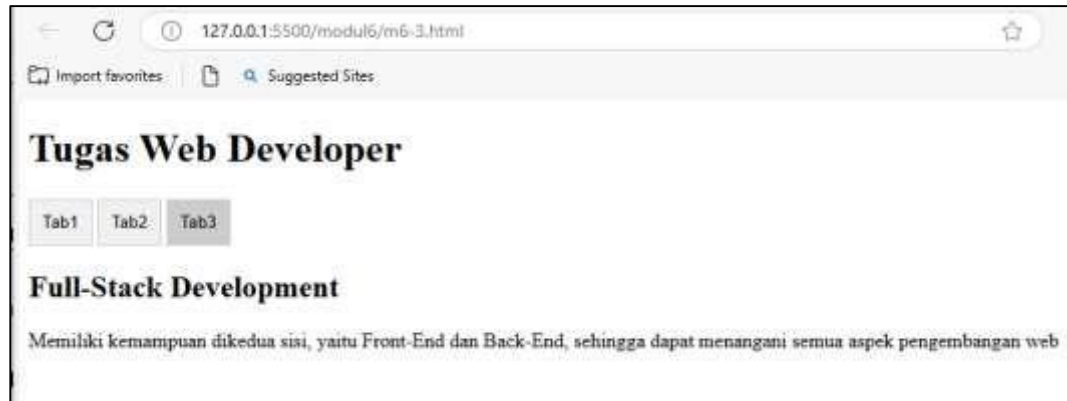 127.0.0.1:5500/modul6/m6-3.html
Import favorites Suggested Sites
Tugas Web Developer
Tab1 Tab2 Tab3
Full-Stack Development
Memiliki kemampuan dikedua sisi, yaitu Front-End dan Back-End, sehingga dapat menangani semua aspek pengembangan web